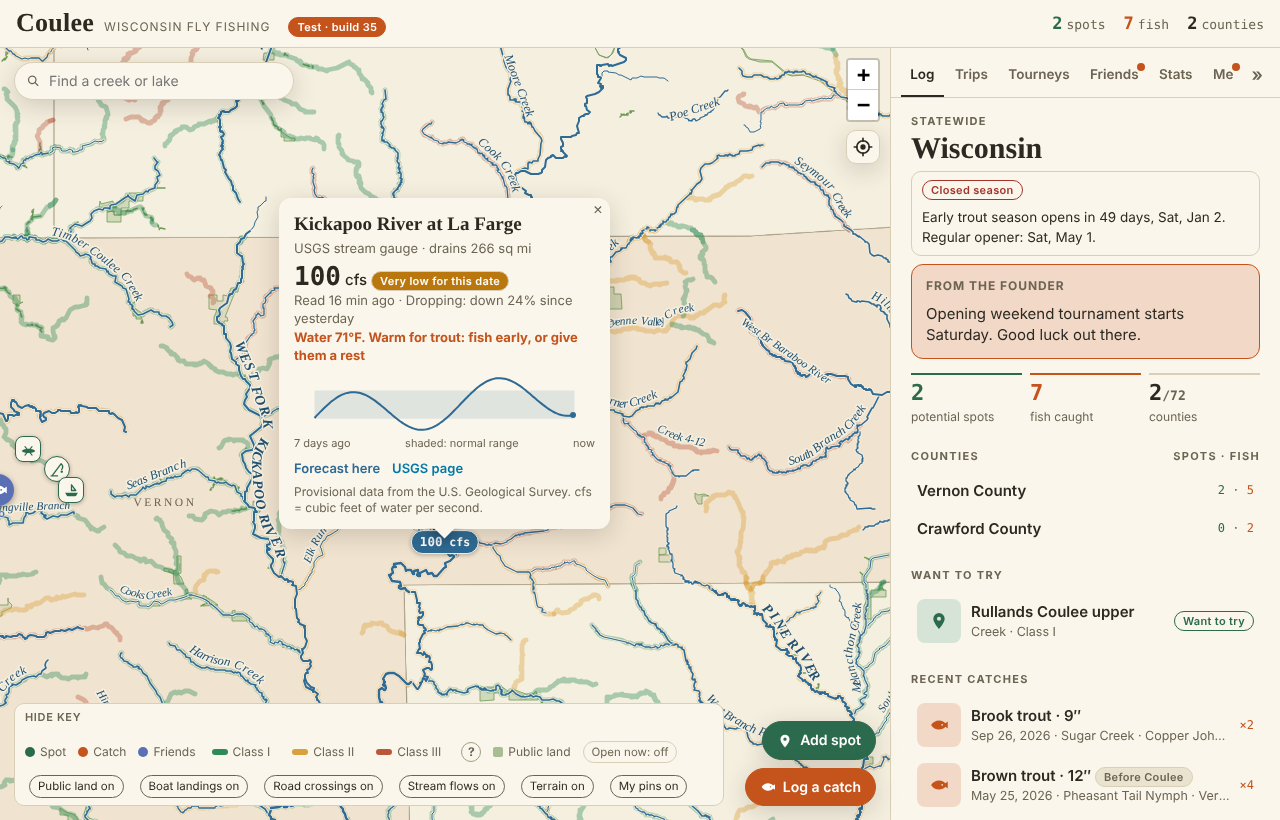 Coulee WISCONSIN FLY FISHING Test · build 35
2 spots 7 fish 2 counties
Find a creek or lake
+
−
Log Trips Tourneys Friends Stats Me »
STATEWIDE
Wisconsin
Closed season
Early trout season opens in 49 days, Sat, Jan 2.
Regular opener: Sat, May 1.
FROM THE FOUNDER
Opening weekend tournament starts
Saturday. Good luck out there.
2 potential spots
7 fish caught
2/72 counties
COUNTIES SPOTS · FISH
Vernon County 2 · 5
Crawford County 0 · 2
WANT TO TRY
Rullands Coulee upper
Creek · Class I
Want to try
RECENT CATCHES
Brook trout · 9″
Sep 26, 2026 · Sugar Creek · Copper Joh…
×2
Brown trout · 12″ Before Coulee
May 25, 2026 · Pheasant Tail Nymph · Ver…
×4
Moore Creek
Poe Creek
Cook Creek
Seymour Creek
Timber Coulee Creek
West Br Baraboo River
Creek 4-12
South Branch Creek
WEST FORK KICKAPOO RIVER
Seas Branch
VERNON
Elk Run
Cooks Creek
Harrison Creek
PINE RIVER
Creek
×
Kickapoo River at La Farge
USGS stream gauge · drains 266 sq mi
100 cfs Very low for this date
Read 16 min ago · Dropping: down 24% since
yesterday
Water 71°F. Warm for trout: fish early, or give
them a rest
7 days ago shaded: normal range now
Forecast here USGS page
Provisional data from the U.S. Geological Survey. cfs
= cubic feet of water per second.
100 cfs
HIDE KEY
Spot Catch Friends Class I Class II Class III ? Public land Open now: off
Public land on Boat landings on Road crossings on Stream flows on Terrain on My pins on
Add spot
Log a catch